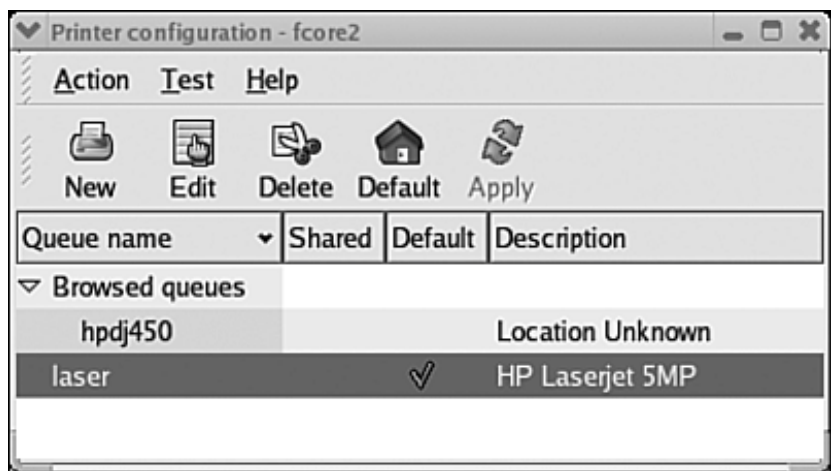 Printer configuration - fcore2
Action Test Help
New Edit Delete Default Apply
Queue name Shared Default Description
Browsed queues
hpdj450 Location Unknown
laser HP Laserjet 5MP